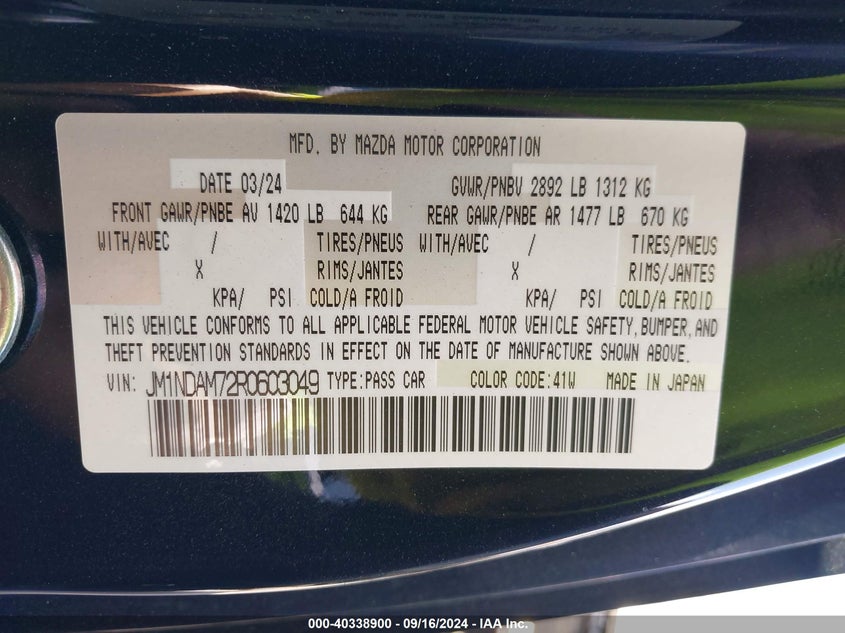 MFD. BY MAZDA MOTOR CORPORATION
DATE 03/24 GVWR/PNBV 2892 LB 1312 KG
FRONT GAWR/PNBE AV 1420 LB 644 KG REAR GAWR/PNBE AR 1477 LB 670 KG
WITH/AVEC / TIRES/PNEUS WITH/AVEC / TIRES/PNEUS
X RIMS/JANTES X RIMS/JANTES
KPA/ PSI COLD/A FROID KPA/ PSI COLD/A FROID
THIS VEHICLE CONFORMS TO ALL APPLICABLE FEDERAL MOTOR VEHICLE SAFETY, BUMPER, AND
THEFT PREVENTION STANDARDS IN EFFECT ON THE DATE OF MANUFACTURE SHOWN ABOVE.
VIN: JM1NDAM72R0603049 TYPE:PASS CAR COLOR CODE:41W MADE IN JAPAN
000-40338900 - 09/16/2024 - IAA Inc.